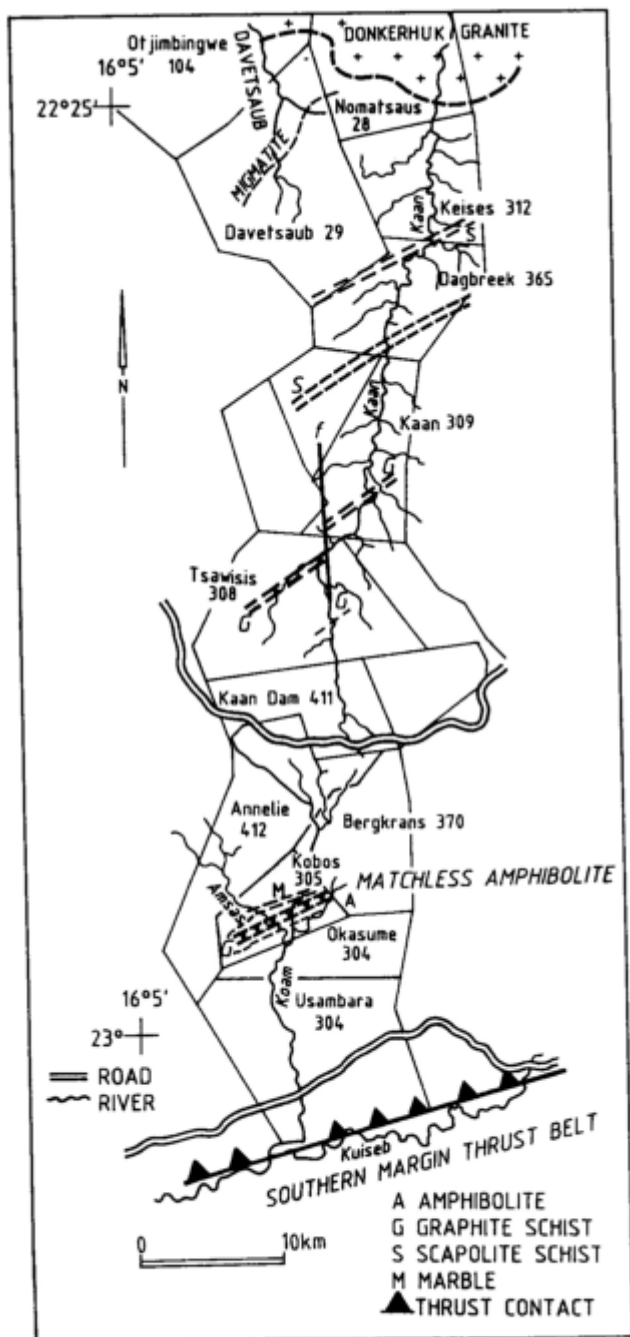 Otjimbingwe
104
DAVETSAUB
DONKERHUK GRANITE
16°5'
22°25'
Nomatsaus
28
MIGMATITE
Davetsaub 29
Kaan
Keises 312
S
Dagbreek 365
N
S
Kaan
Kaan 309
f
G
Tsawisis
308
G
G
Kaan Dam 411
Annelie
412
Bergkrans 370
Kobos
305
M
MATCHLESS AMPHIBOLITE
A
Amsas
G
Okasume
304
Koam
Usambara
304
16°5'
23°
ROAD
RIVER
Kuiseb
SOUTHERN MARGIN THRUST BELT
0 10km
A AMPHIBOLITE
G GRAPHITE SCHIST
S SCAPOLITE SCHIST
M MARBLE
THRUST CONTACT